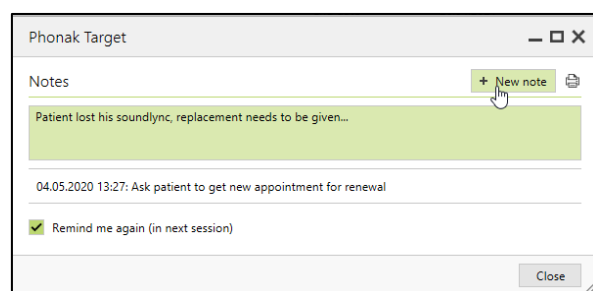 Phonak Target
Notes
+ New note
Patient lost his soundlync, replacement needs to be given...
04.05.2020 13:27: Ask patient to get new appointment for renewal
Remind me again (in next session)
Close